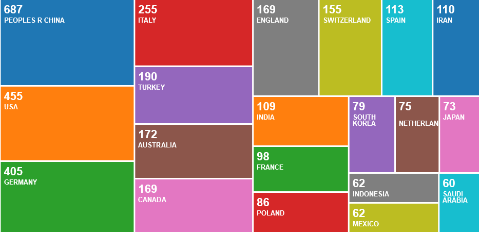 687
PEOPLES R CHINA
455
USA
405
GERMANY
255
ITALY
190
TURKEY
172
AUSTRALIA
169
CANADA
169
ENGLAND
155
SWITZERLAND
113
SPAIN
110
IRAN
109
INDIA
98
FRANCE
86
POLAND
79
SOUTH
KOREA
75
NETHERLAN
73
JAPAN
62
INDONESIA
62
MEXICO
60
SAUDI
ARABIA